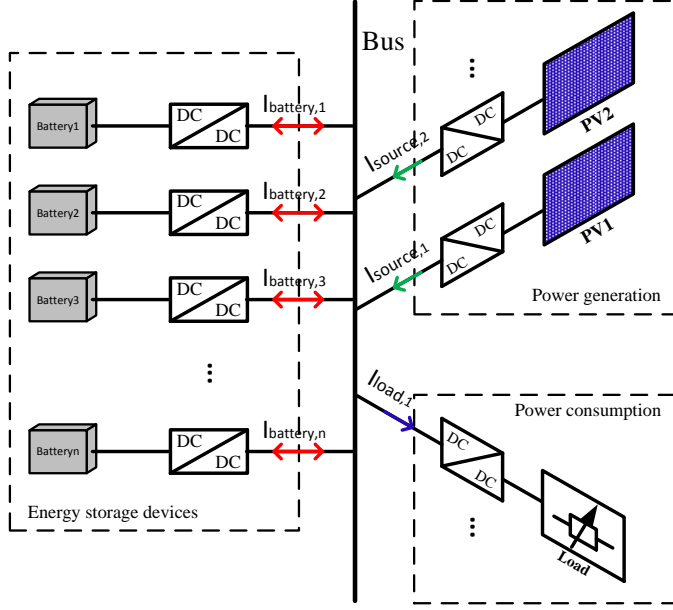 Bus
Battery1
DC
DC
Ibattery,1
Battery2
DC
DC
Ibattery,2
Battery3
DC
DC
Ibattery,3
...
Batteryn
DC
DC
Ibattery,n
Energy storage devices
...
PV2
DC
DC
Isource,2
PV1
DC
DC
Isource,1
Power generation
Iload,1
Power consumption
DC
DC
...
Load